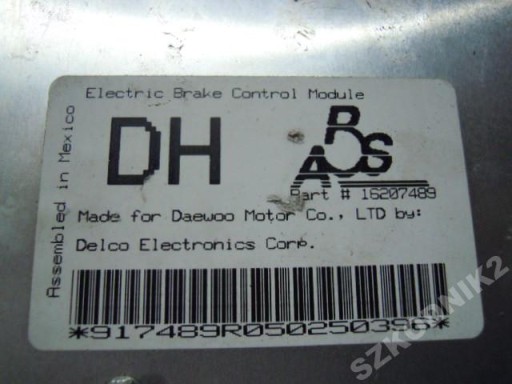 Electric Brake Control Module
Assembled in Mexico
DH
ABS
Part # 16207489
Made for Daewoo Motor Co., LTD by:
Delco Electronics Corp.
*917489R050250396*
SZKODNIK2